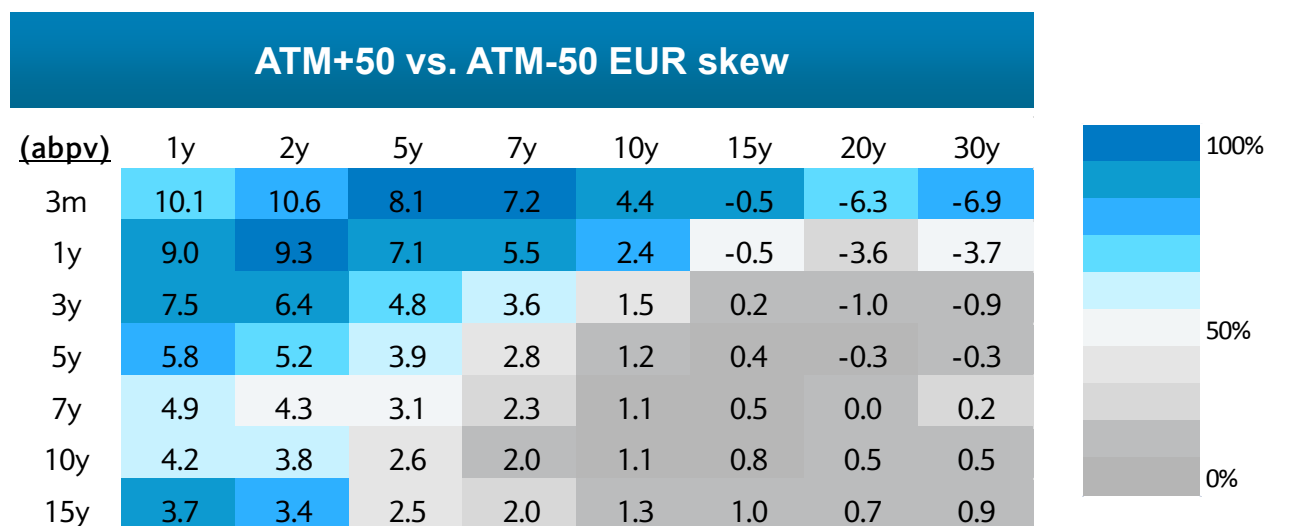 ATM+50 vs. ATM-50 EUR skew
(abpv) 1y 2y 5y 7y 10y 15y 20y 30y
3m 10.1 10.6 8.1 7.2 4.4 -0.5 -6.3 -6.9
1y 9.0 9.3 7.1 5.5 2.4 -0.5 -3.6 -3.7
3y 7.5 6.4 4.8 3.6 1.5 0.2 -1.0 -0.9
5y 5.8 5.2 3.9 2.8 1.2 0.4 -0.3 -0.3
7y 4.9 4.3 3.1 2.3 1.1 0.5 0.0 0.2
10y 4.2 3.8 2.6 2.0 1.1 0.8 0.5 0.5
15y 3.7 3.4 2.5 2.0 1.3 1.0 0.7 0.9
100%
50%
0%